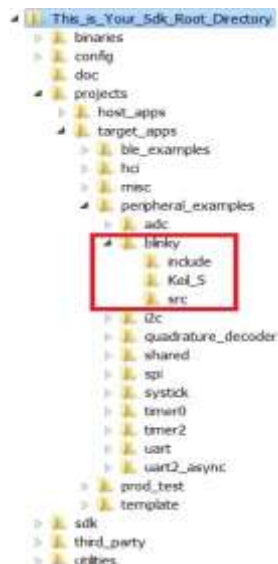 This_is_Your_Sdk_Root_Directory
binaries
config
doc
projects
host_apps
target_apps
ble_examples
hci
misc
peripheral_examples
adc
blinky
include
Keil_5
src
i2c
quadrature_decoder
shared
spi
systick
timer0
timer2
uart
uart2_async
prod_test
template
sdk
third_party
utilities